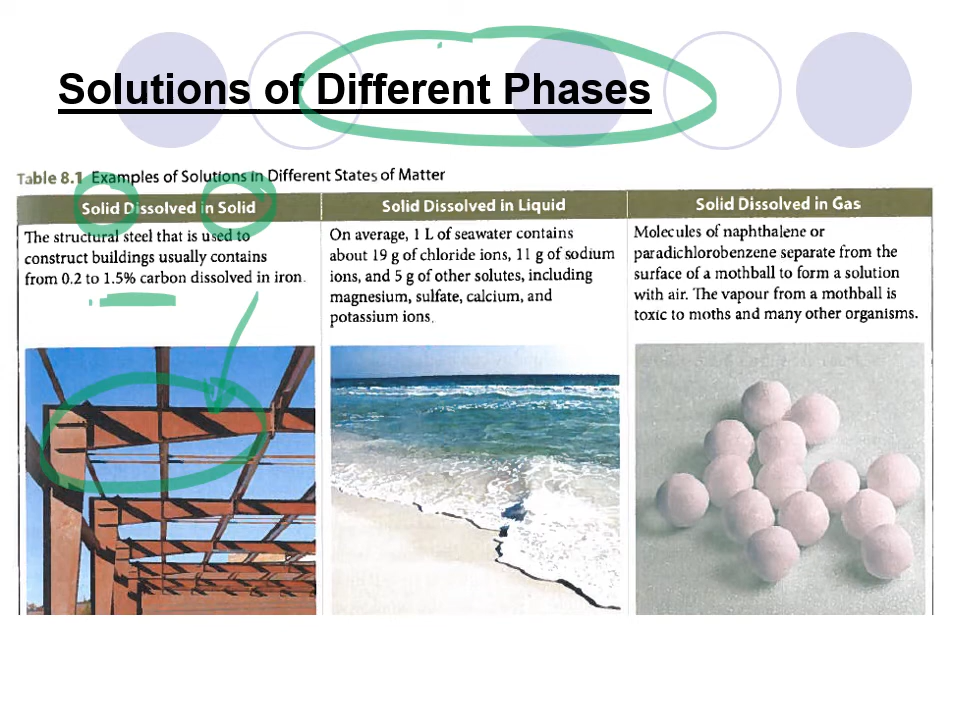 Solutions of Different Phases
Table 8.1 Examples of Solutions in Different States of Matter
Solid Dissolved in Solid
The structural steel that is used to
construct buildings usually contains
from 0.2 to 1.5% carbon dissolved in iron.
Solid Dissolved in Liquid
On average, 1 L of seawater contains
about 19 g of chloride ions, 11 g of sodium
ions, and 5 g of other solutes, including
magnesium, sulfate, calcium, and
potassium ions.
Solid Dissolved in Gas
Molecules of naphthalene or
paradichlorobenzene separate from the
surface of a mothball to form a solution
with air. The vapour from a mothball is
toxic to moths and many other organisms.